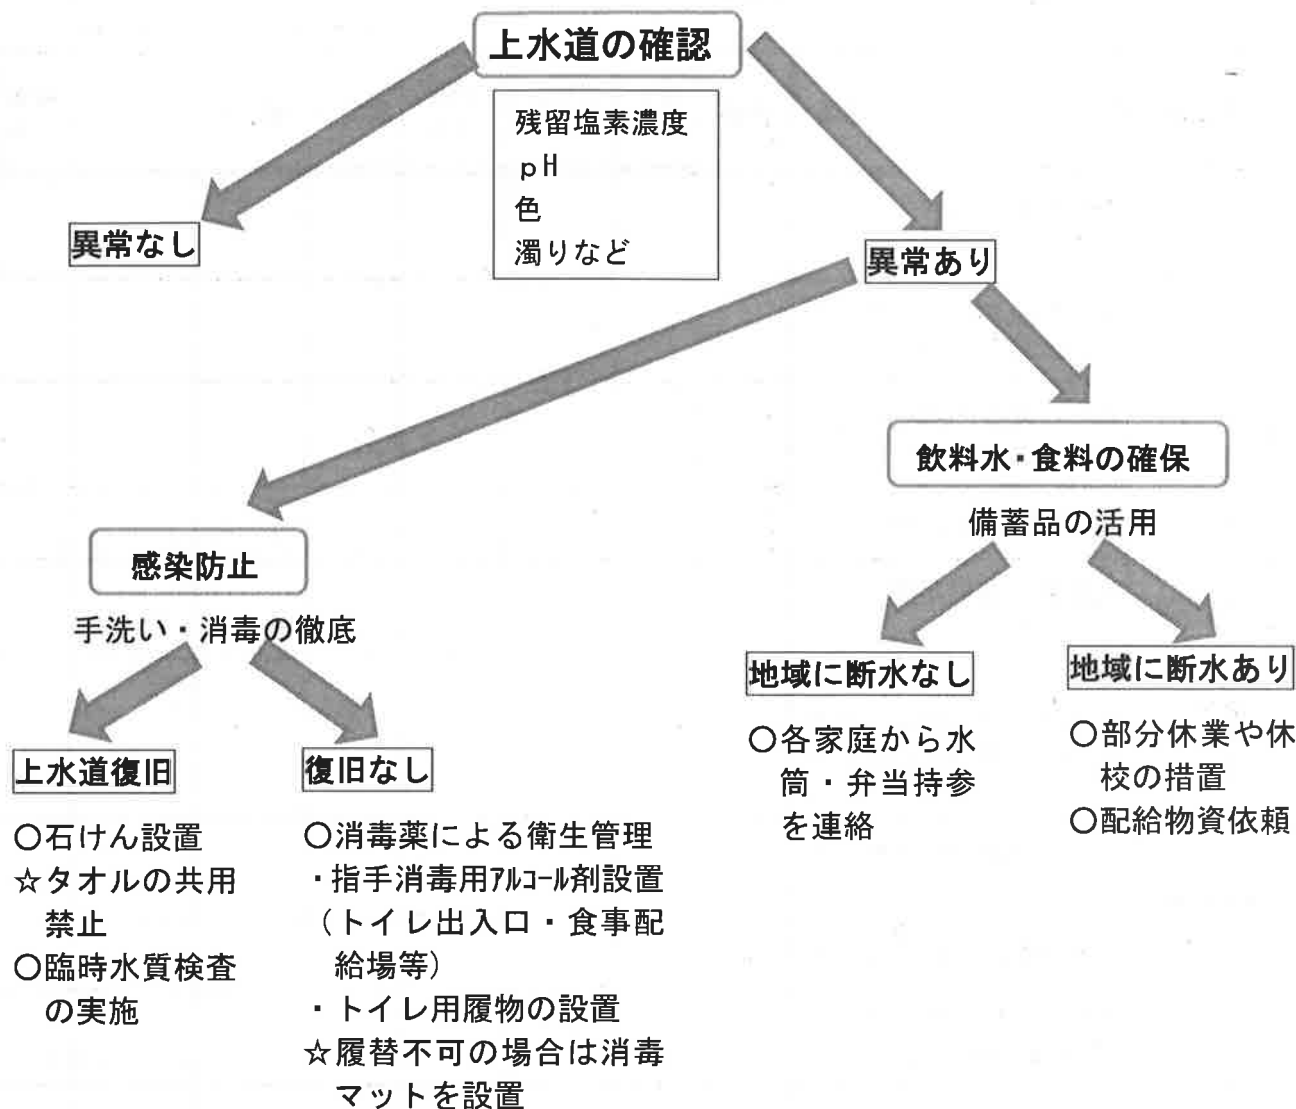 上水道の確認
残留塩素濃度
pH
色
濁りなど
異常なし
異常あり
飲料水・食料の確保
備蓄品の活用
感染防止
手洗い・消毒の徹底
地域に断水なし
○各家庭から水
筒・弁当持参
を連絡
地域に断水あり
○部分休業や休
校の措置
○配給物資依頼
上水道復旧
○石けん設置
☆タオルの共用
禁止
○臨時水質検査
の実施
復旧なし
○消毒薬による衛生管理
・指手消毒用ｱﾙｺｰﾙ剤設置
（トイレ出入口・食事配
給場等）
・トイレ用履物の設置
☆履替不可の場合は消毒
マットを設置